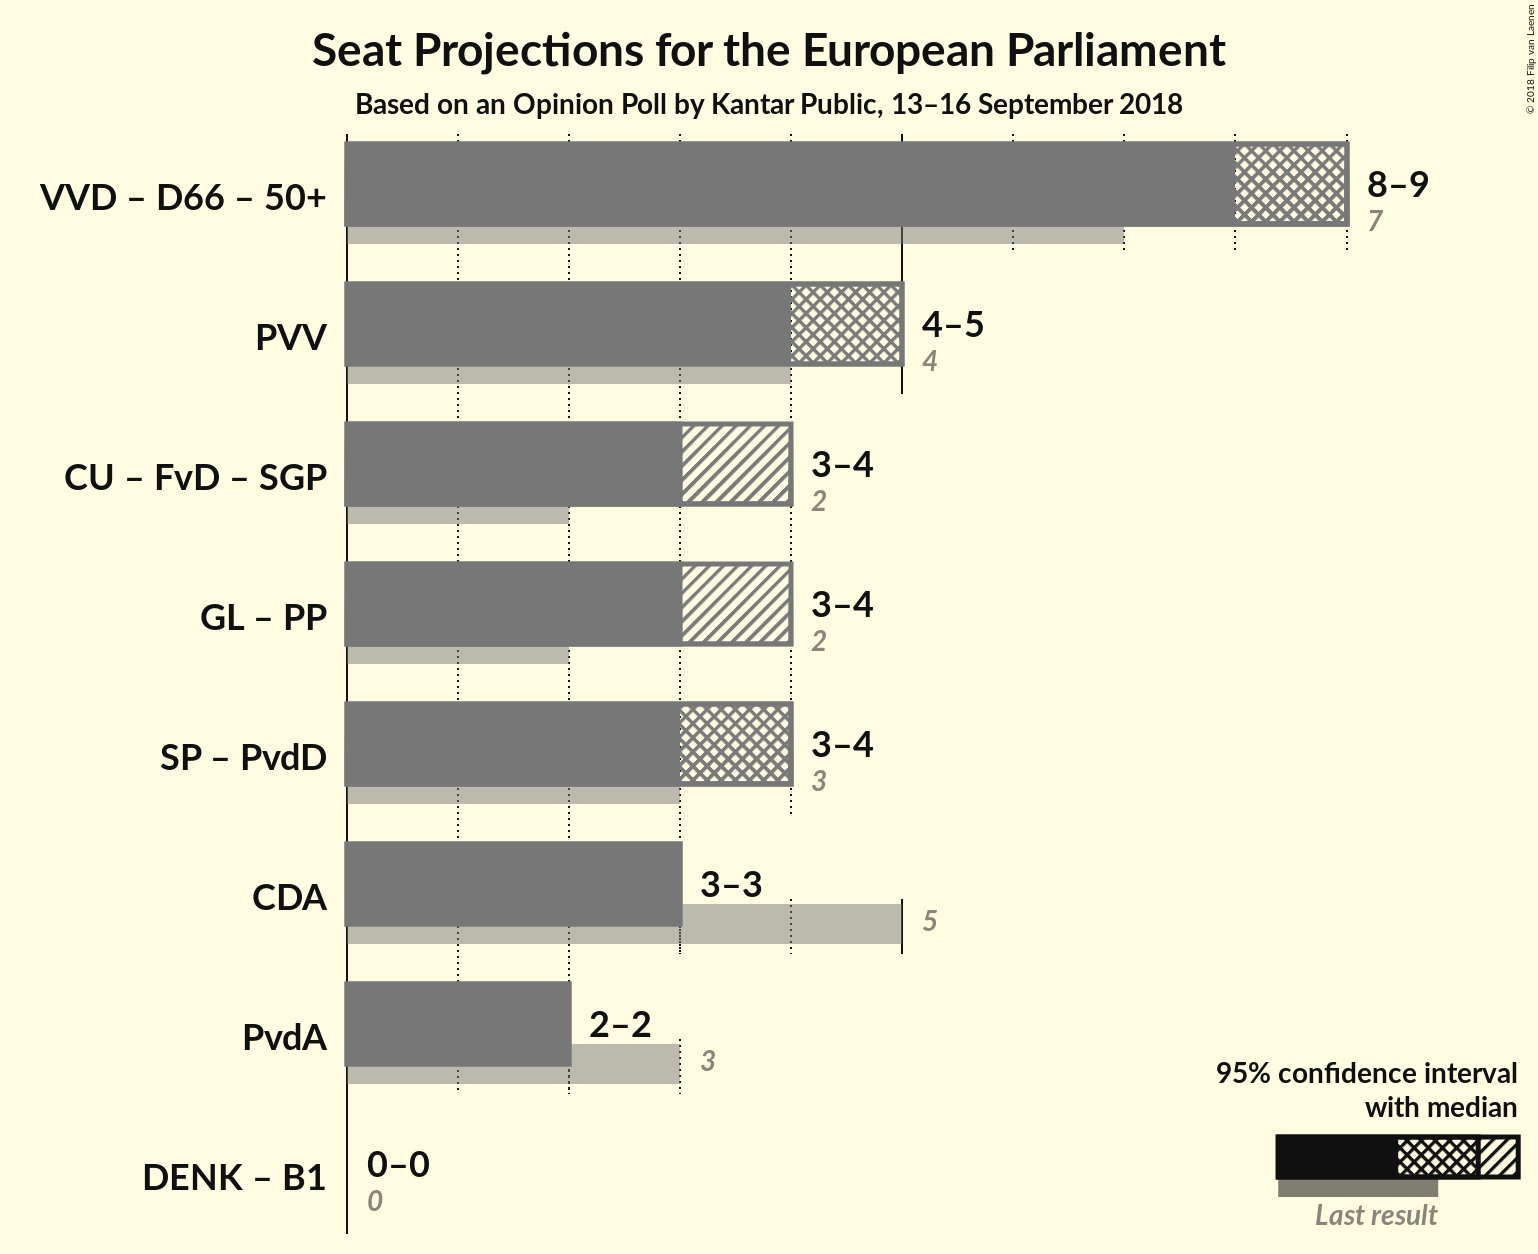 Seat Projections for the European Parliament
Based on an Opinion Poll by Kantar Public, 13–16 September 2018
© 2018 Filip van Laenen
VVD – D66 – 50+
8–9
7
PVV
4–5
4
CU – FvD – SGP
3–4
2
GL – PP
3–4
2
SP – PvdD
3–4
3
CDA
3–3
5
PvdA
2–2
3
DENK – B1
0–0
0
95% confidence interval
with median
Last result